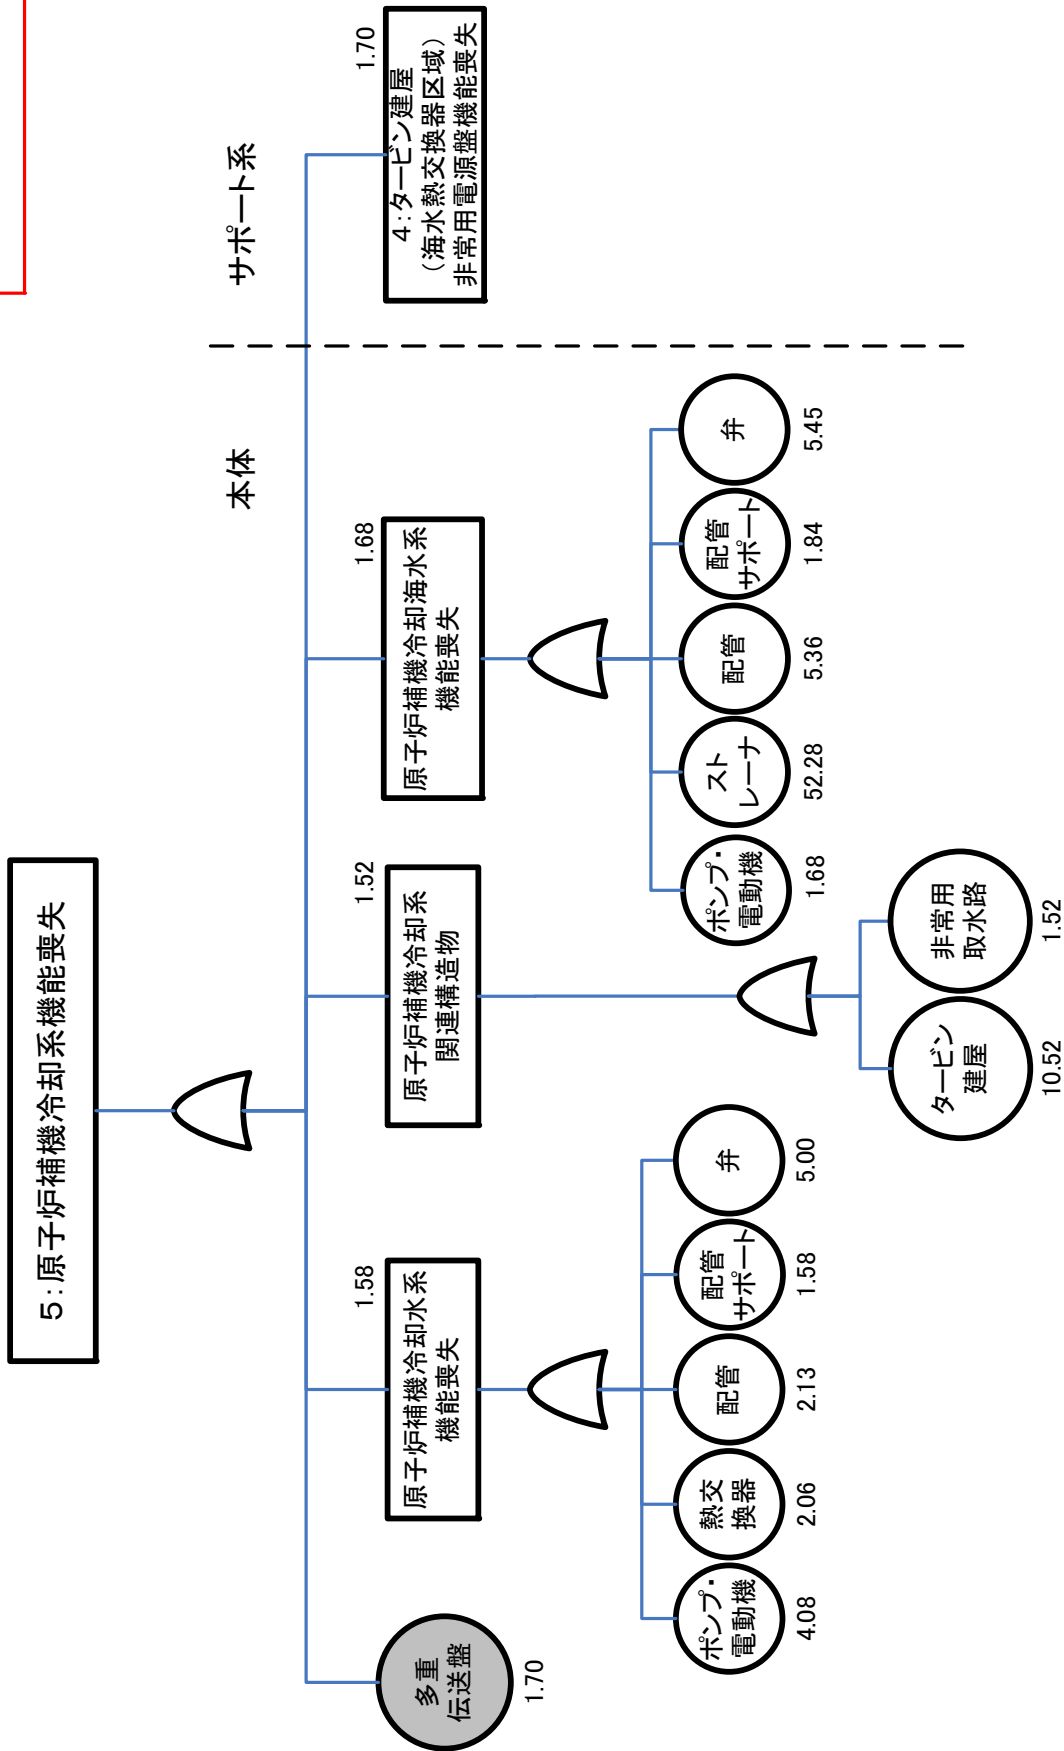 5:原子炉補機冷却系機能喪失
本体
サポート系
多重
伝送盤
1.70
1.58
原子炉補機冷却水系
機能喪失
1.52
原子炉補機冷却系
関連構造物
1.68
原子炉補機冷却海水系
機能喪失
1.70
4:タービン建屋
(海水熱交換器区域)
非常用電源盤機能喪失
ポンプ・
電動機
4.08
熱交
換器
2.06
配管
2.13
配管
サポート
1.58
弁
5.00
ポンプ・
電動機
1.68
スト
レーナ
52.28
配管
5.36
配管
サポート
1.84
弁
5.45
タービン
建屋
10.52
非常用
取水路
1.52